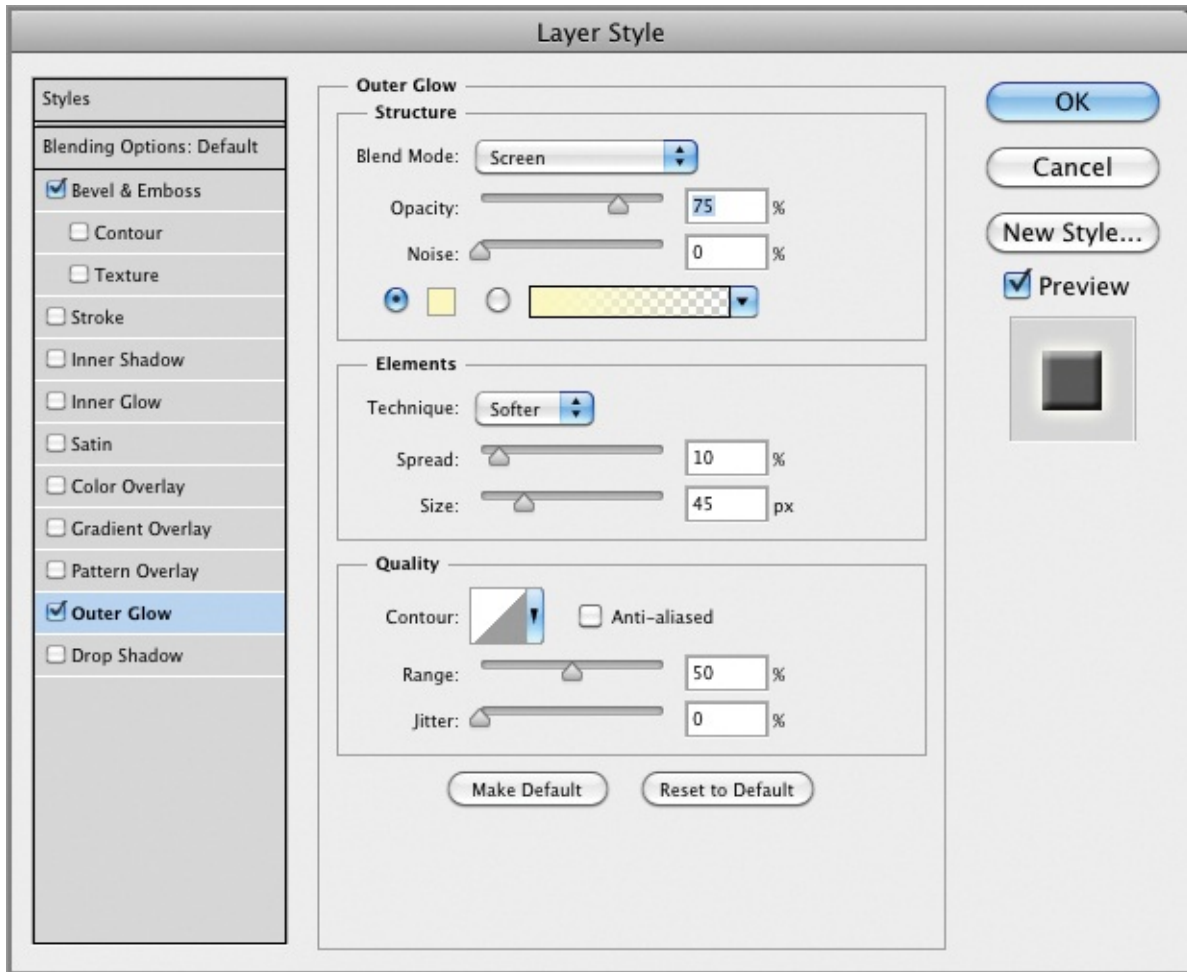 Layer Style
Styles
Blending Options: Default
Bevel & Emboss
Contour
Texture
Stroke
Inner Shadow
Inner Glow
Satin
Color Overlay
Gradient Overlay
Pattern Overlay
Outer Glow
Drop Shadow
Outer Glow
Structure
Blend Mode: Screen
Opacity: 75 %
Noise: 0 %
Elements
Technique: Softer
Spread: 10 %
Size: 45 px
Quality
Contour: Anti-aliased
Range: 50 %
Jitter: 0 %
Make Default Reset to Default
OK
Cancel
New Style...
Preview